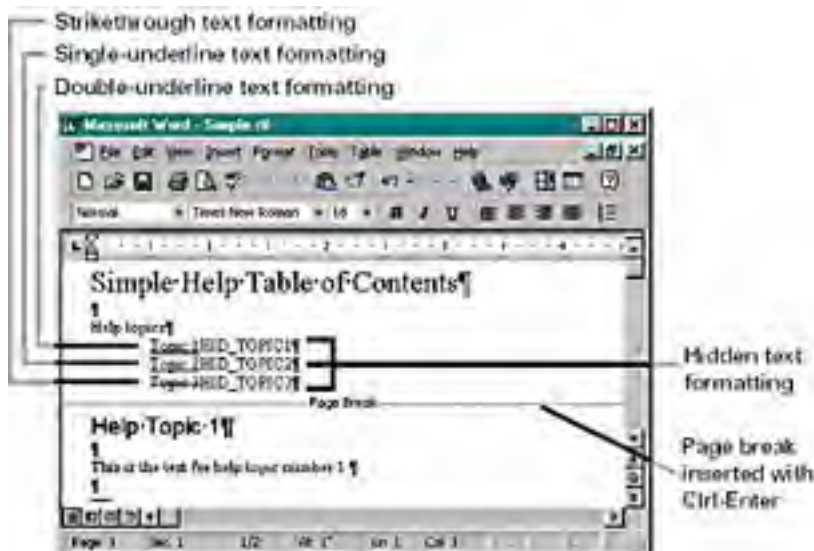 Strikethrough text formatting
Single-underline text formatting
Double-underline text formatting
Microsoft Word - Simple.rtf
File Edit View Insert Format Tools Table Window Help
Normal Times New Roman 16 B I U
Simple·Help·Table·of·Contents¶
¶
Help topics¶
Topic 1HID_TOPIC1¶
Topic 2HID_TOPIC2¶
Topic 3HID_TOPIC3¶
Page Break
Help·Topic·1¶
¶
This is the text for help topic number 1 ¶
¶
Page 1 Sec 1 1/2 At 1" Ln 1 Col 1
Hidden text
formatting
Page break
inserted with
Ctrl-Enter